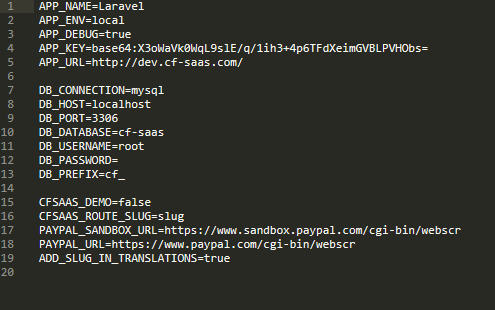 1 APP_NAME=Laravel
2 APP_ENV=local
3 APP_DEBUG=true
4 APP_KEY=base64:X3oWaVk0WqL9slE/q/1ih3+4p6TFdXeimGVBLPVHObs=
5 APP_URL=http://dev.cf-saas.com/
6
7 DB_CONNECTION=mysql
8 DB_HOST=localhost
9 DB_PORT=3306
10 DB_DATABASE=cf-saas
11 DB_USERNAME=root
12 DB_PASSWORD=
13 DB_PREFIX=cf_
14
15 CFSAAS_DEMO=false
16 CFSAAS_ROUTE_SLUG=slug
17 PAYPAL_SANDBOX_URL=https://www.sandbox.paypal.com/cgi-bin/webscr
18 PAYPAL_URL=https://www.paypal.com/cgi-bin/webscr
19 ADD_SLUG_IN_TRANSLATIONS=true
20